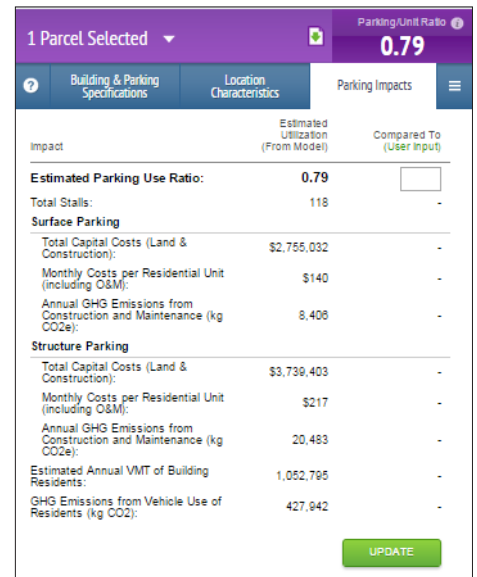 1 Parcel Selected
Parking/Unit Ratio i
0.79
?
Building & Parking
Specifications
Location
Characteristics
Parking Impacts
Impact
Estimated
Utilization
(From Model)
Compared To
(User Input)
Estimated Parking Use Ratio: 0.79
Total Stalls: 118 -
Surface Parking
Total Capital Costs (Land &
Construction): $2,755,032 -
Monthly Costs per Residential Unit
(including O&M): $140 -
Annual GHG Emissions from
Construction and Maintenance (kg
CO2e): 8,406 -
Structure Parking
Total Capital Costs (Land &
Construction): $3,739,403 -
Monthly Costs per Residential Unit
(including O&M): $217 -
Annual GHG Emissions from
Construction and Maintenance (kg
CO2e): 20,483 -
Estimated Annual VMT of Building
Residents: 1,052,795 -
GHG Emissions from Vehicle Use of
Residents (kg CO2): 427,942 -
UPDATE